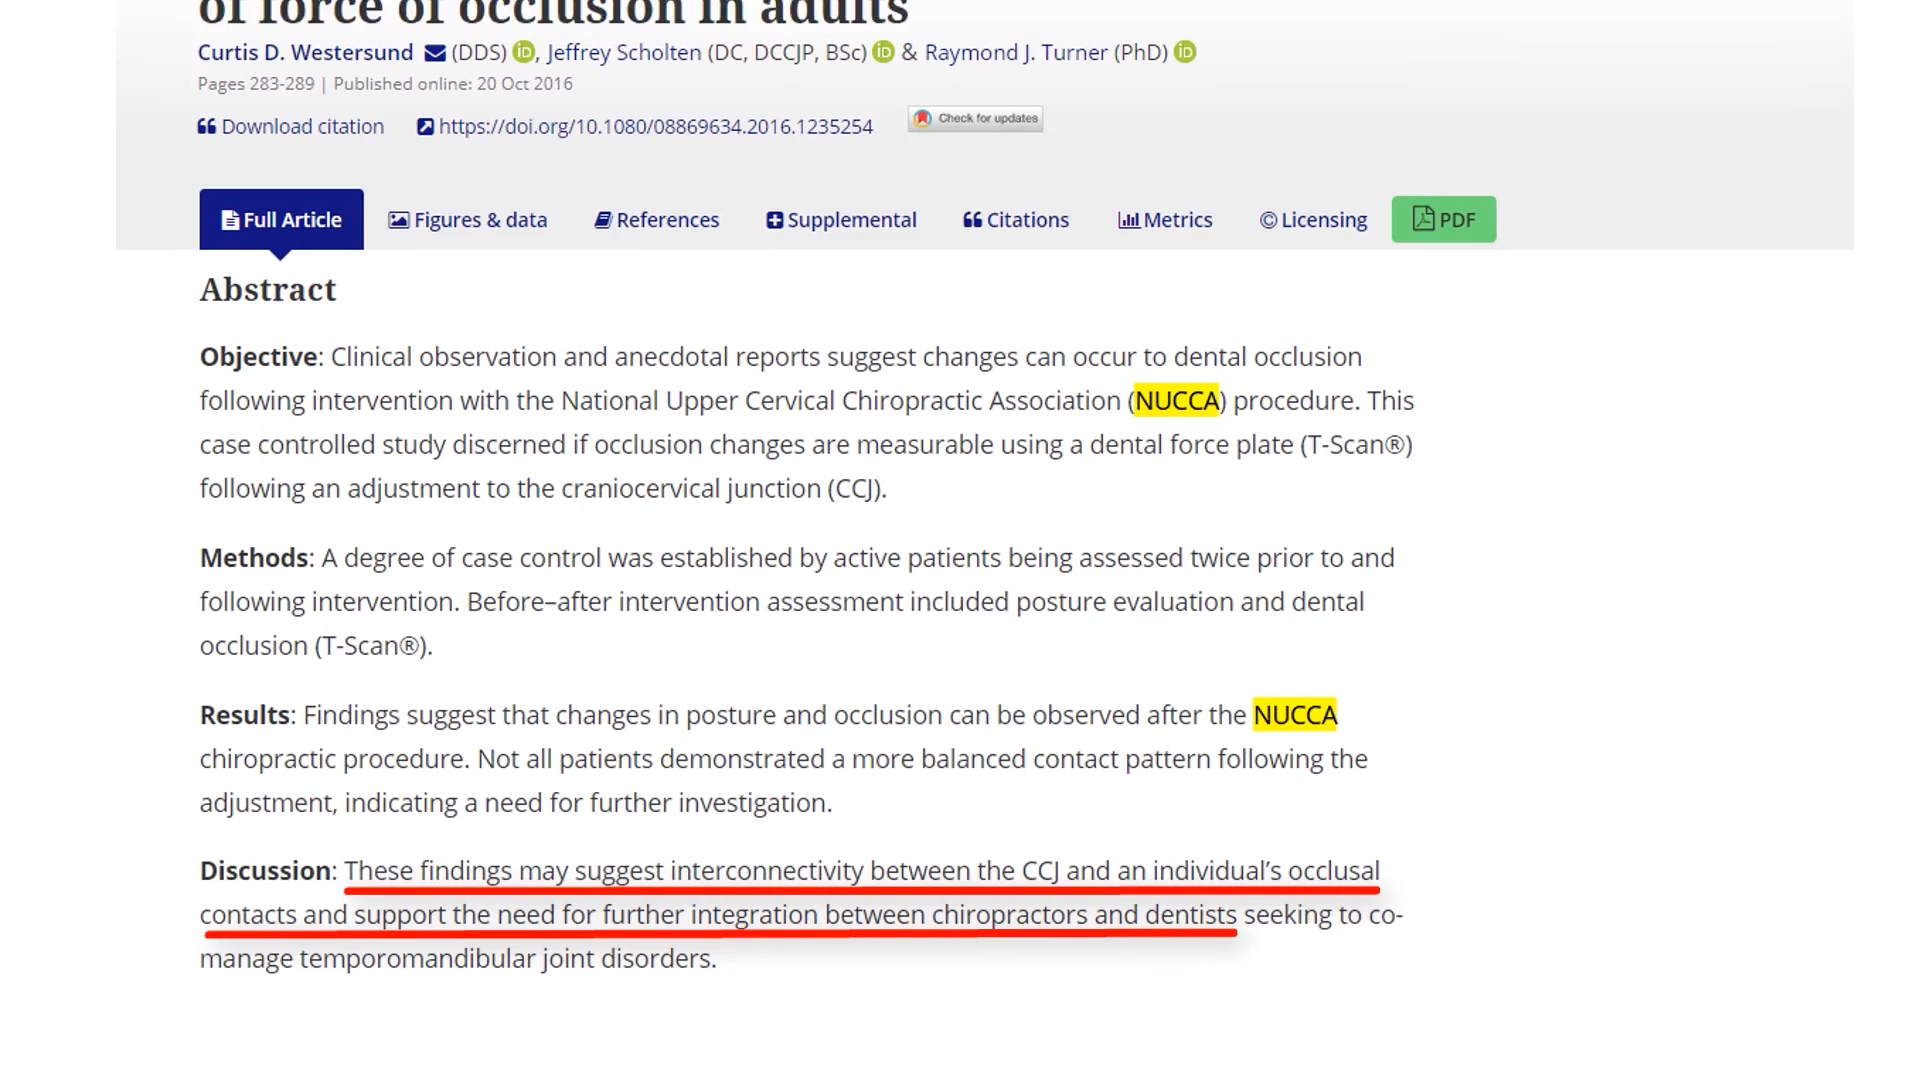 of force of occlusion in adults
Curtis D. Westersund (DDS) iD, Jeffrey Scholten (DC, DCCJP, BSc) iD & Raymond J. Turner (PhD) iD
Pages 283-289 | Published online: 20 Oct 2016
Download citation https://doi.org/10.1080/08869634.2016.1235254 Check for updates
Full Article Figures & data References Supplemental Citations Metrics © Licensing PDF
Abstract
Objective: Clinical observation and anecdotal reports suggest changes can occur to dental occlusion
following intervention with the National Upper Cervical Chiropractic Association (NUCCA) procedure. This
case controlled study discerned if occlusion changes are measurable using a dental force plate (T-Scan®)
following an adjustment to the craniocervical junction (CCJ).
Methods: A degree of case control was established by active patients being assessed twice prior to and
following intervention. Before–after intervention assessment included posture evaluation and dental
occlusion (T-Scan®).
Results: Findings suggest that changes in posture and occlusion can be observed after the NUCCA
chiropractic procedure. Not all patients demonstrated a more balanced contact pattern following the
adjustment, indicating a need for further investigation.
Discussion: These findings may suggest interconnectivity between the CCJ and an individual’s occlusal
contacts and support the need for further integration between chiropractors and dentists seeking to co-
manage temporomandibular joint disorders.